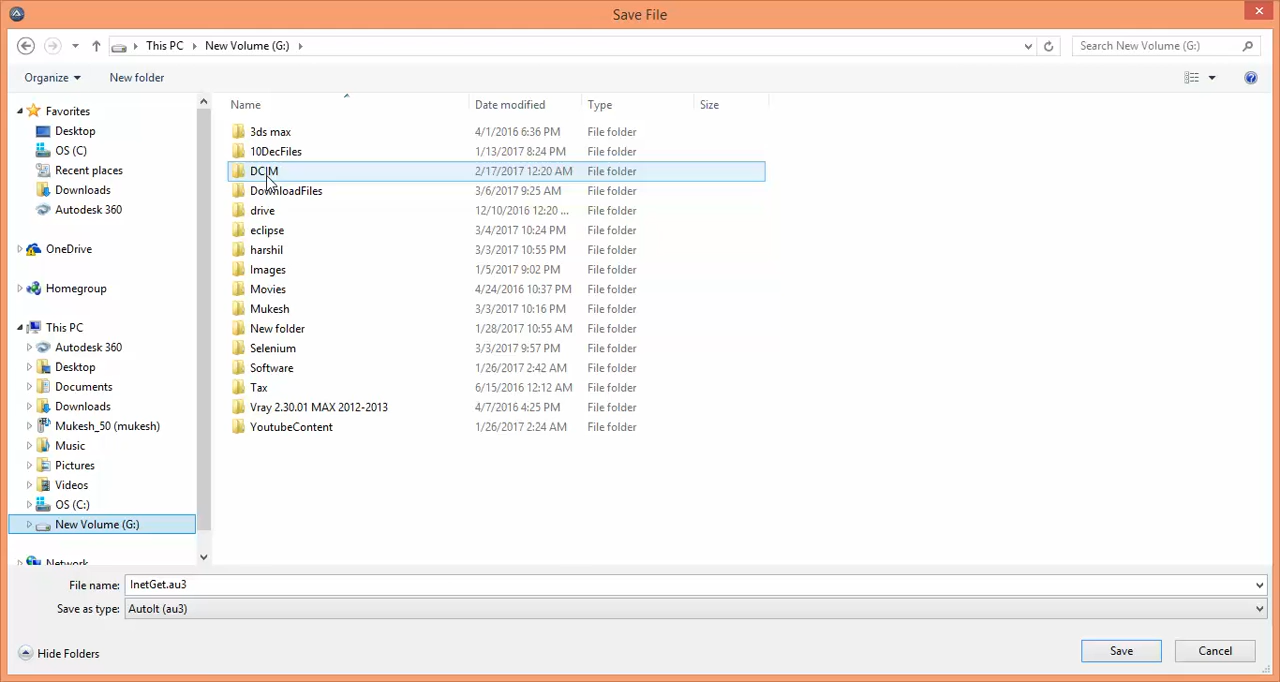 Save File
This PC New Volume (G:)
Search New Volume (G:)
Organize New folder
Name Date modified Type Size
Favorites
Desktop
OS (C)
Recent places
Downloads
Autodesk 360
OneDrive
Homegroup
This PC
Autodesk 360
Desktop
Documents
Downloads
Mukesh_50 (mukesh)
Music
Pictures
Videos
OS (C:)
New Volume (G:)
Network
3ds max 4/1/2016 6:36 PM File folder
10DecFiles 1/13/2017 8:24 PM File folder
DCIM 2/17/2017 12:20 AM File folder
DownloadFiles 3/6/2017 9:25 AM File folder
drive 12/10/2016 12:20 ... File folder
eclipse 3/4/2017 10:24 PM File folder
harshil 3/3/2017 10:55 PM File folder
Images 1/5/2017 9:02 PM File folder
Movies 4/24/2016 10:37 PM File folder
Mukesh 3/3/2017 10:16 PM File folder
New folder 1/28/2017 10:55 AM File folder
Selenium 3/3/2017 9:57 PM File folder
Software 1/26/2017 2:42 AM File folder
Tax 6/15/2016 12:12 AM File folder
Vray 2.30.01 MAX 2012-2013 4/7/2016 4:25 PM File folder
YoutubeContent 1/26/2017 2:24 AM File folder
File name: InetGet.au3
Save as type: AutoIt (au3)
Hide Folders
Save Cancel